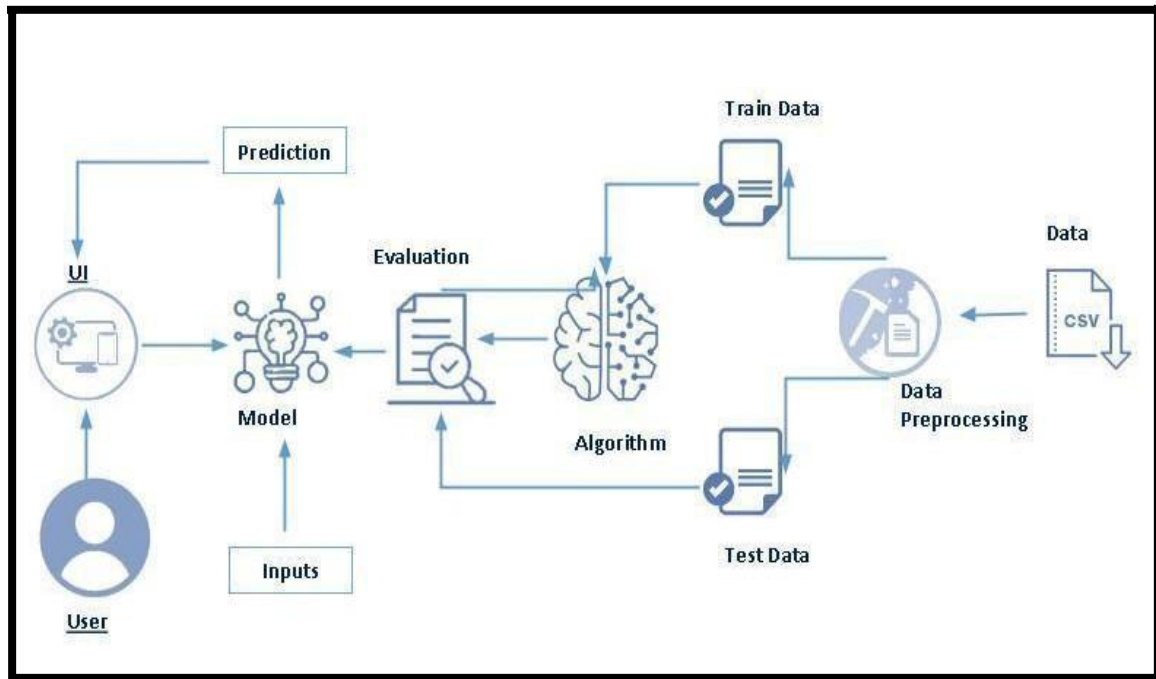 Train Data
Prediction
Data
Evaluation
UI
CSV
Data
Preprocessing
Model
Algorithm
Test Data
Inputs
User